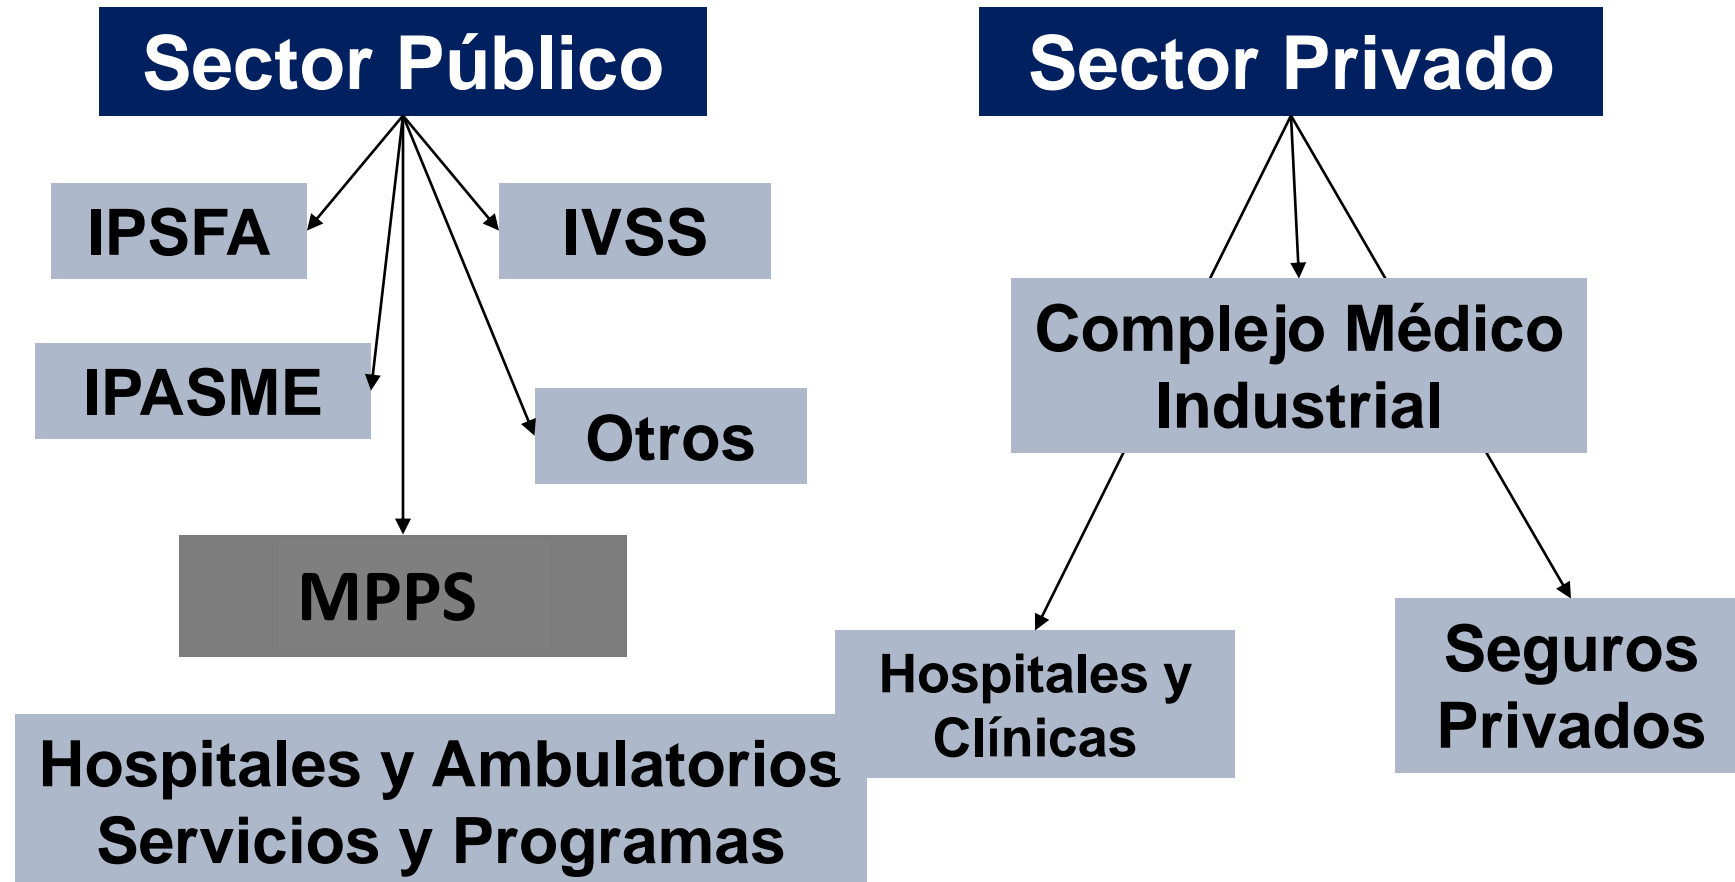 Sector Público
IPSFA
IVSS
IPASME
Otros
MPPS
Hospitales y Ambulatorios
Servicios y Programas
Sector Privado
Complejo Médico
Industrial
Hospitales y
Clínicas
Seguros
Privados